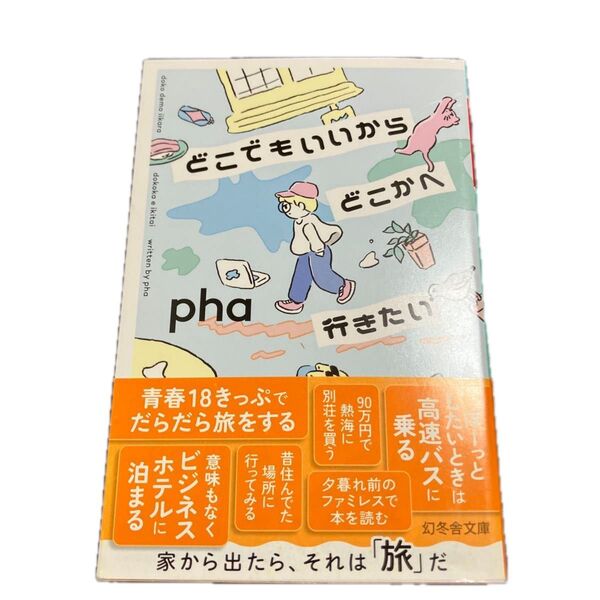 doko demo iikara
dokoka e ikitai
written by pha
どこでもいいから
どこかへ
行きたい
pha
青春18きっぷで
だらだら旅をする
90万円で
熱海に
別荘を買う
したいときは
高速バスに
乗る
意味もなく
ビジネス
ホテルに
泊まる
昔住んでた
場所に
行ってみる
夕暮れ前の
ファミレスで
本を読む
幻冬舎文庫
家から出たら、それは「旅」だ